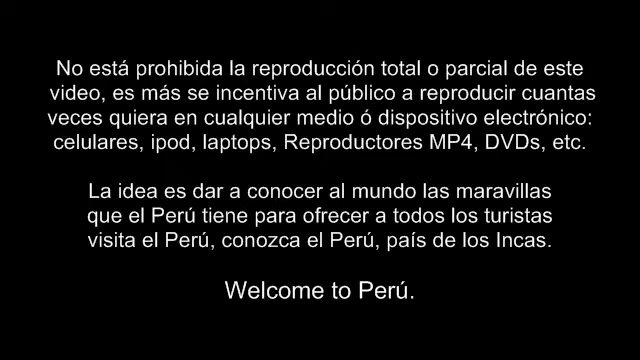 No está prohibida la reproducción total o parcial de este
video, es más se incentiva al público a reproducir cuantas
veces quiera en cualquier medio ó dispositivo electrónico:
celulares, ipod, laptops, Reproductores MP4, DVDs, etc.
La idea es dar a conocer al mundo las maravillas
que el Perú tiene para ofrecer a todos los turistas
visita el Perú, conozca el Perú, país de los Incas.
Welcome to Perú.